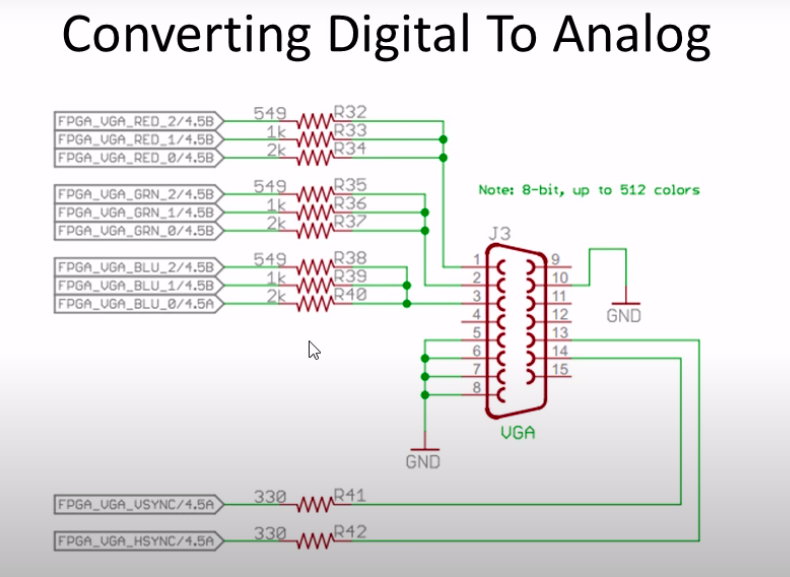 Converting Digital To Analog
FPGA_VGA_RED_2/4.5B 549 R32
FPGA_VGA_RED_1/4.5B 1k R33
FPGA_VGA_RED_0/4.5B 2k R34
FPGA_VGA_GRN_2/4.5B 549 R35
FPGA_VGA_GRN_1/4.5B 1k R36
FPGA_VGA_GRN_0/4.5B 2k R37
Note: 8-bit, up to 512 colors
J3
FPGA_VGA_BLU_2/4.5B 549 R38
FPGA_VGA_BLU_1/4.5B 1k R39
FPGA_VGA_BLU_0/4.5A 2k R40
1 9
2 10
3 11
4 12
5 13
6 14
7 15
8
GND
VGA
GND
FPGA_VGA_VSYNC/4.5A 330 R41
FPGA_VGA_HSYNC/4.5A 330 R42